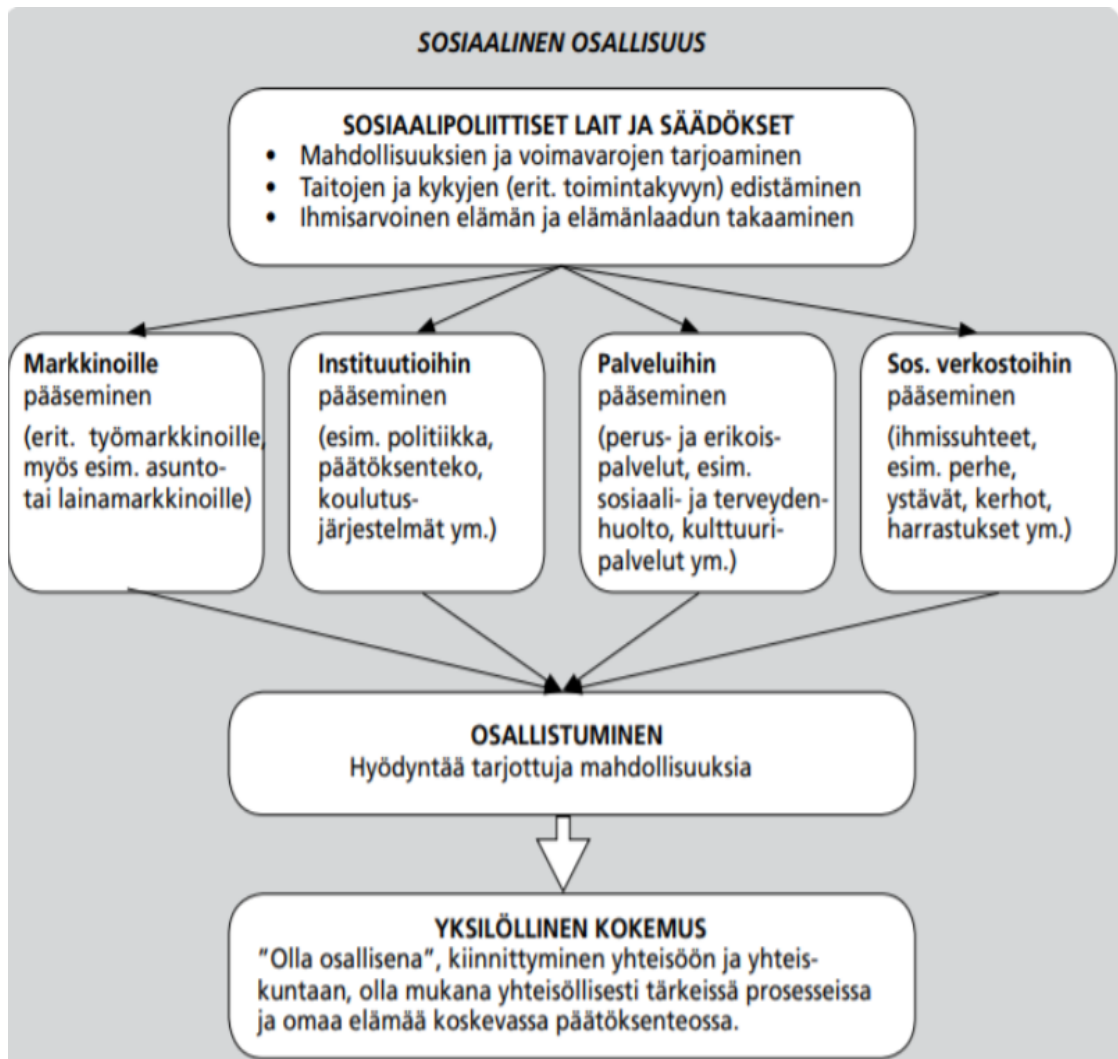 SOSIAALINEN OSALLISUUS
SOSIAALIPOLIITTISET LAIT JA SÄÄDÖKSET
• Mahdollisuuksien ja voimavarojen tarjoaminen
• Taitojen ja kykyjen (erit. toimintakyvyn) edistäminen
• Ihmisarvoinen elämän ja elämänlaadun takaaminen
Markkinoille
pääseminen
(erit. työmarkkinoille,
myös esim. asunto-
tai lainamarkkinoille)
Instituutioihin
pääseminen
(esim. politiikka,
päätöksenteko,
koulutus-
järjestelmät ym.)
Palveluihin
pääseminen
(perus- ja erikois-
palvelut, esim.
sosiaali- ja terveyden-
huolto, kulttuuri-
palvelut ym.)
Sos. verkostoihin
pääseminen
(ihmissuhteet,
esim. perhe,
ystävät, kerhot,
harrastukset ym.)
OSALLISTUMINEN
Hyödyntää tarjottuja mahdollisuuksia
YKSILÖLLINEN KOKEMUS
"Olla osallisena", kiinnittyminen yhteisöön ja yhteis-
kuntaan, olla mukana yhteisöllisesti tärkeissä prosesseissa
ja omaa elämää koskevassa päätöksenteossa.